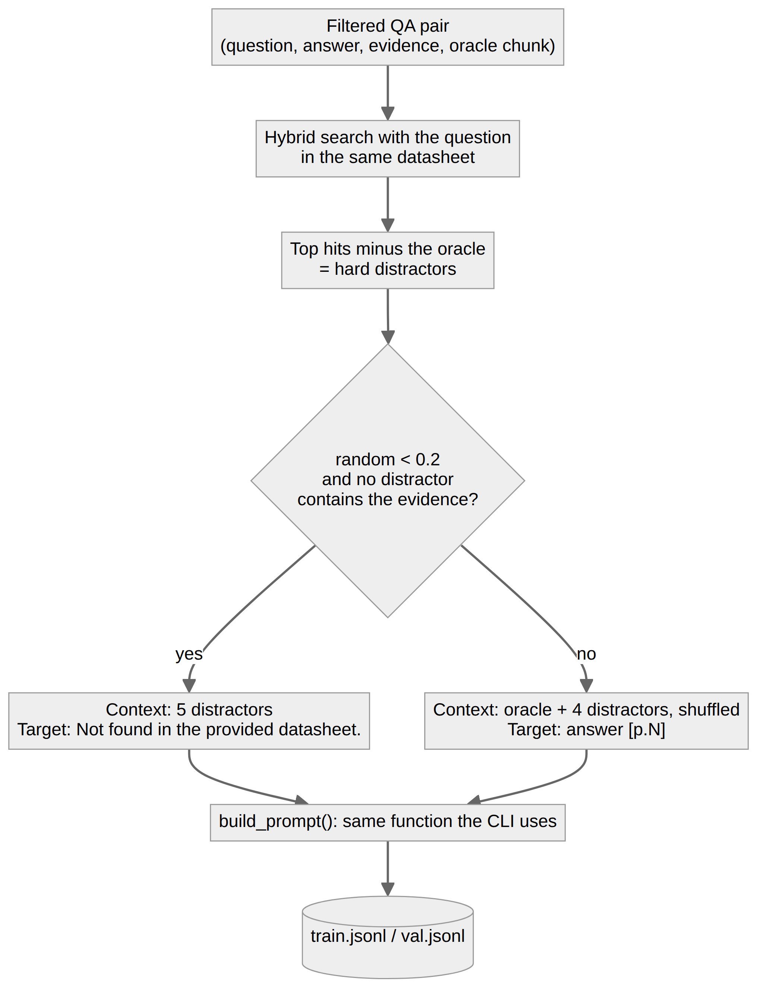 Filtered QA pair
(question, answer, evidence, oracle chunk)
Hybrid search with the question
in the same datasheet
Top hits minus the oracle
= hard distractors
random < 0.2
and no distractor
contains the evidence?
yes
no
Context: 5 distractors
Target: Not found in the provided datasheet.
Context: oracle + 4 distractors, shuffled
Target: answer [p.N]
build_prompt(): same function the CLI uses
train.jsonl / val.jsonl